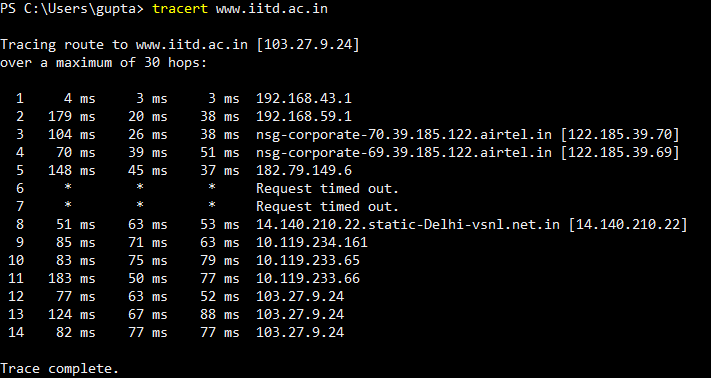 PS C:\Users\gupta> tracert www.iitd.ac.in
Tracing route to www.iitd.ac.in [103.27.9.24]
over a maximum of 30 hops:
1 4 ms 3 ms 3 ms 192.168.43.1
2 179 ms 20 ms 38 ms 192.168.59.1
3 104 ms 26 ms 38 ms nsg-corporate-70.39.185.122.airtel.in [122.185.39.70]
4 70 ms 39 ms 51 ms nsg-corporate-69.39.185.122.airtel.in [122.185.39.69]
5 148 ms 45 ms 37 ms 182.79.149.6
6 * * * Request timed out.
7 * * * Request timed out.
8 51 ms 63 ms 53 ms 14.140.210.22.static-Delhi-vsnl.net.in [14.140.210.22]
9 85 ms 71 ms 63 ms 10.119.234.161
10 83 ms 75 ms 79 ms 10.119.233.65
11 183 ms 50 ms 77 ms 10.119.233.66
12 77 ms 63 ms 52 ms 103.27.9.24
13 124 ms 67 ms 88 ms 103.27.9.24
14 82 ms 77 ms 77 ms 103.27.9.24
Trace complete.